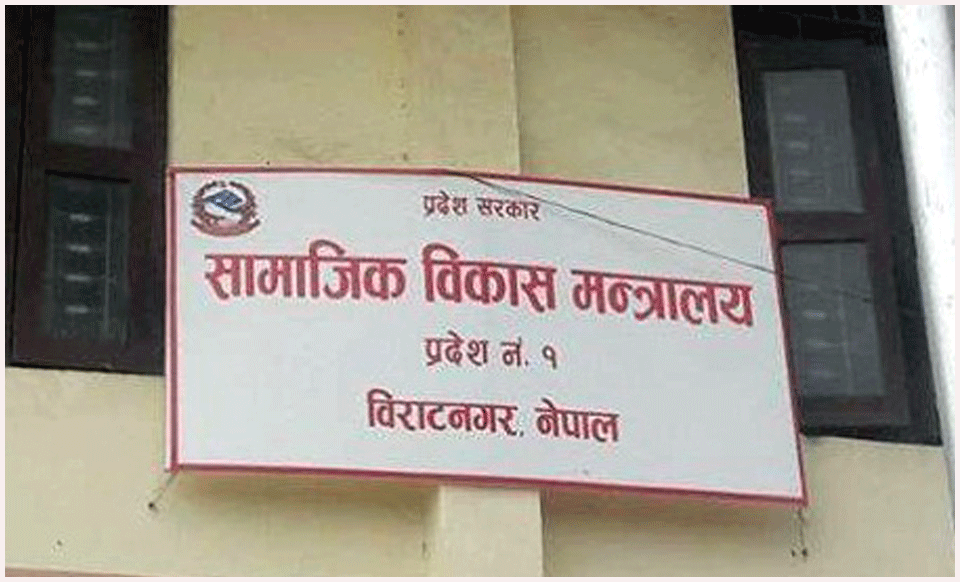 प्रदेश सरकार
सामाजिक विकास मन्त्रालय
प्रदेश नं. १
विराटनगर, नेपाल